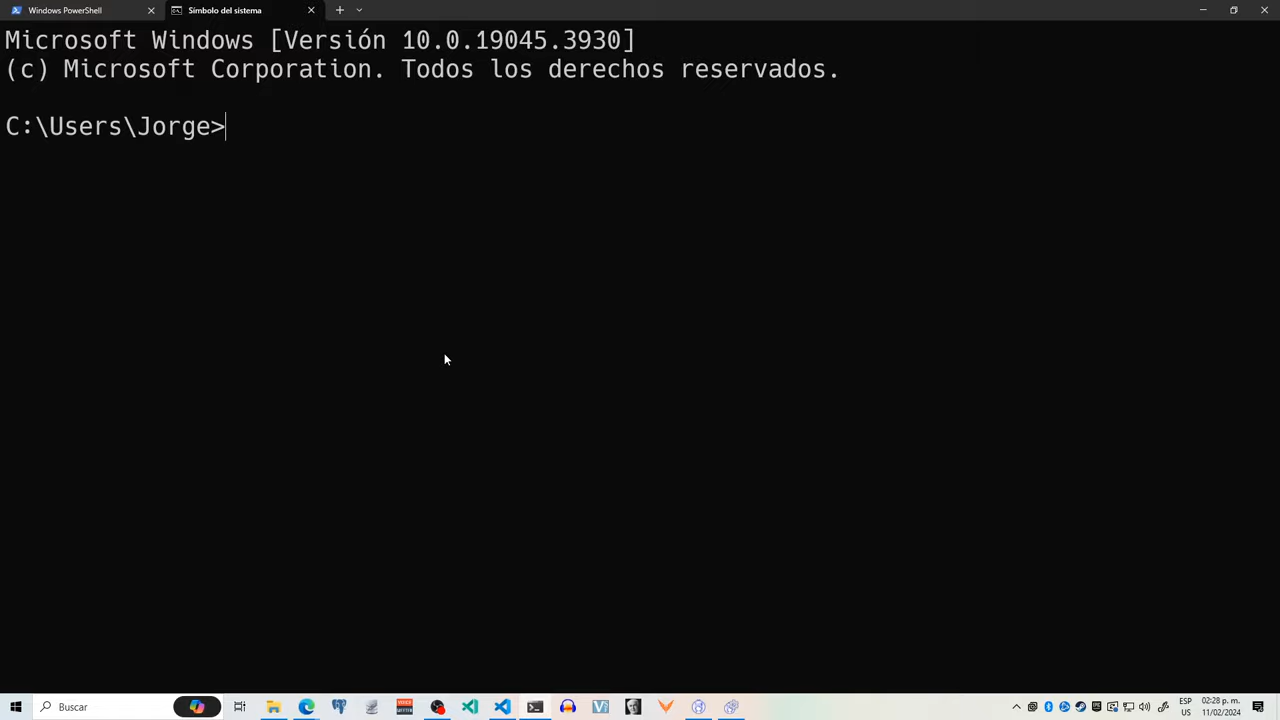 Windows PowerShell
Símbolo del sistema
Microsoft Windows [Versión 10.0.19045.3930]
(c) Microsoft Corporation. Todos los derechos reservados.
C:\Users\Jorge>
Buscar
ESP
US
02:28 p. m.
11/02/2024